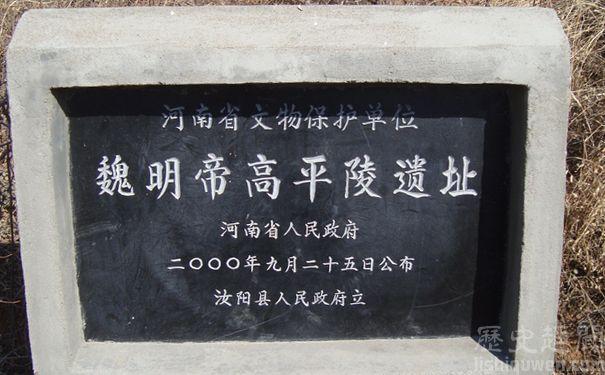 河南省文物保护单位
魏明帝高平陵遗址
河南省人民政府
二〇〇〇年九月二十五日公布
汝阳县人民政府立